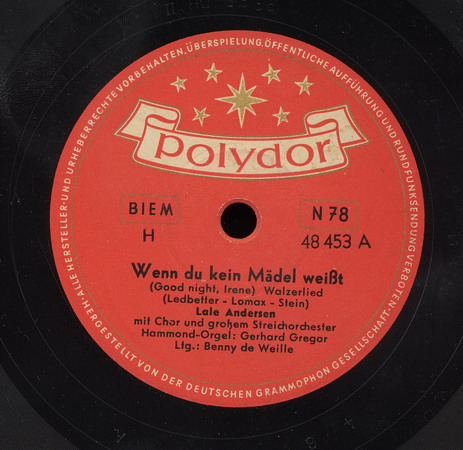 ALLE HERSTELLER- UND URHEBERRECHTE VORBEHALTEN. ÜBERSPIELUNG, ÖFFENTLICHE AUFFÜHRUNG UND RUNDFUNKSENDUNG VERBOTEN.
polydor
BIEM
N 78
H
48 453 A
Wenn du kein Mädel weißt
(Good night, Irene) Walzerlied
(Ledbetter - Lomax - Stein)
Lale Andersen
mit Chor und großem Streichorchester
Hammond-Orgel: Gerhard Gregor
Ltg.: Benny de Weille
HERGESTELLT VON DER DEUTSCHEN GRAMMOPHON GESELLSCHAFT